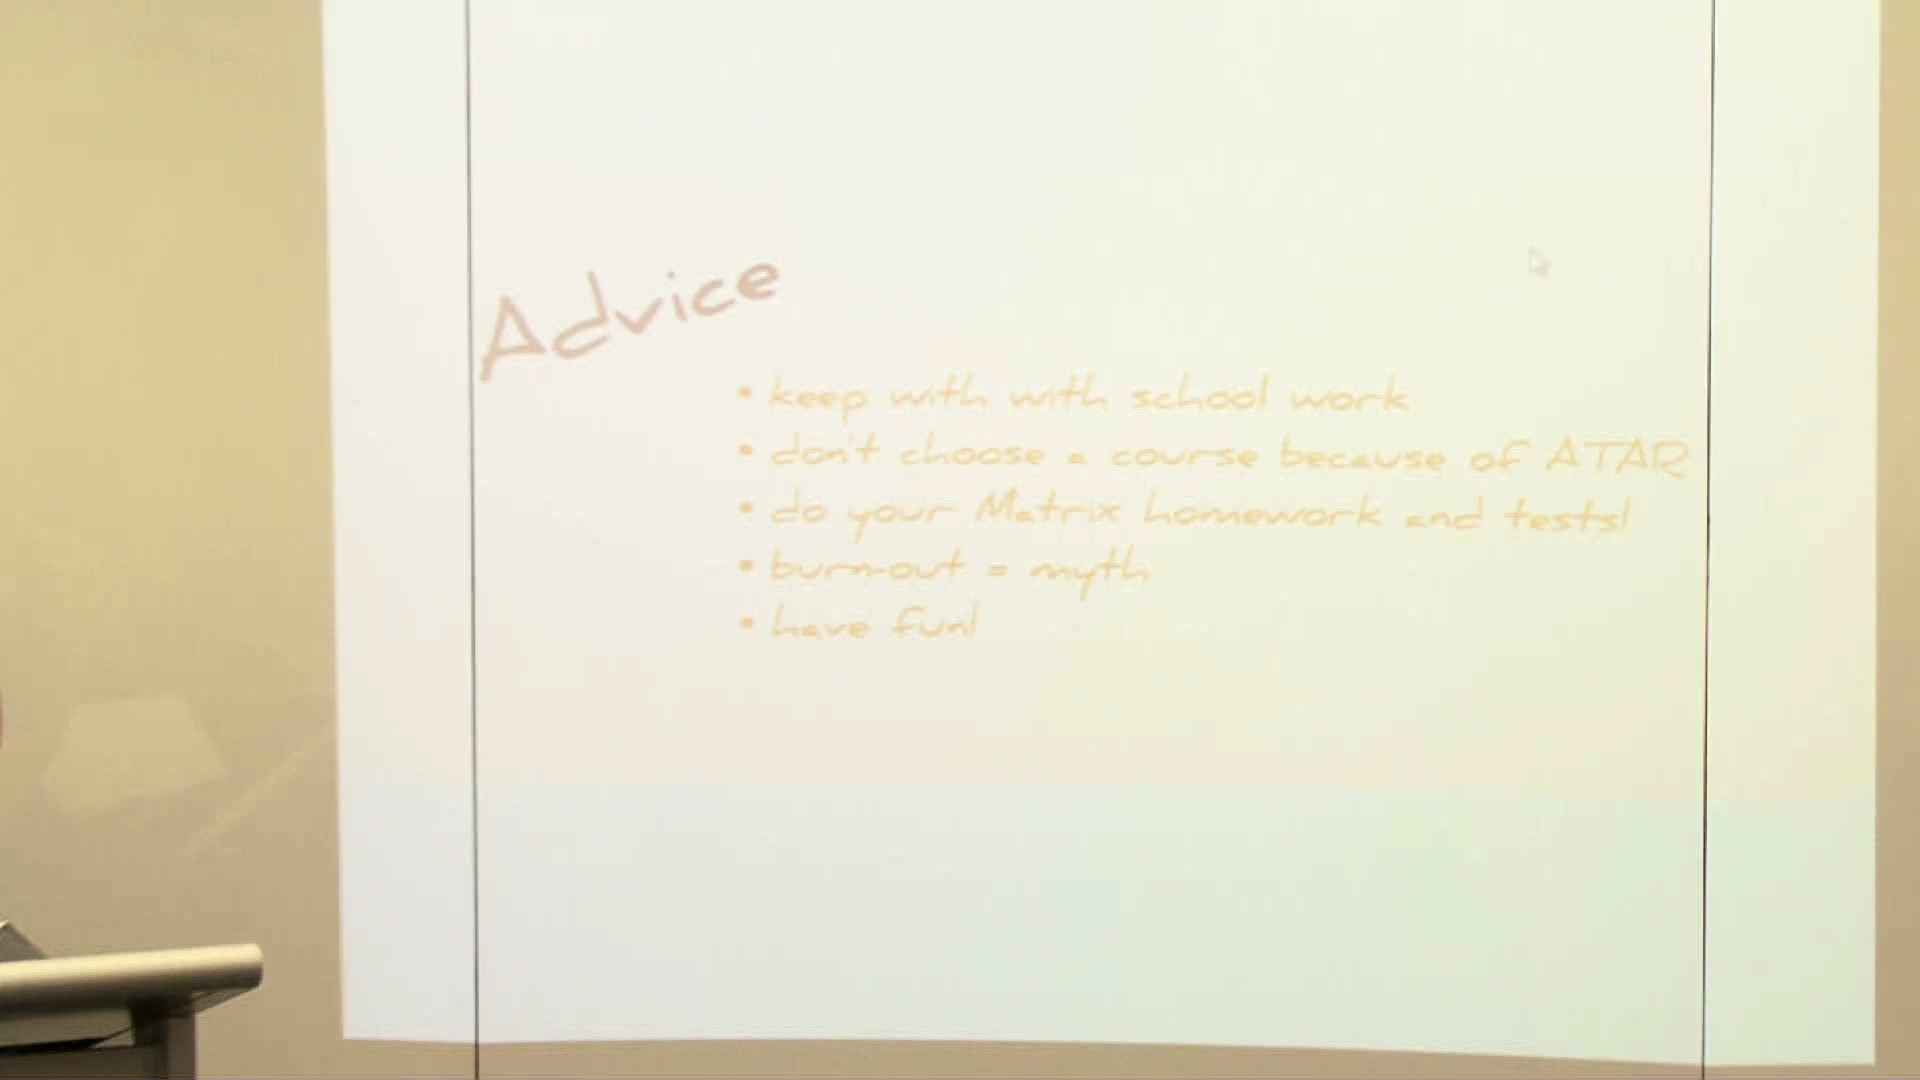 Advice
• keep with with school work
• don't choose a course because of ATAR
• do your Matrix homework and tests!
• burn-out = myth
• have fun!